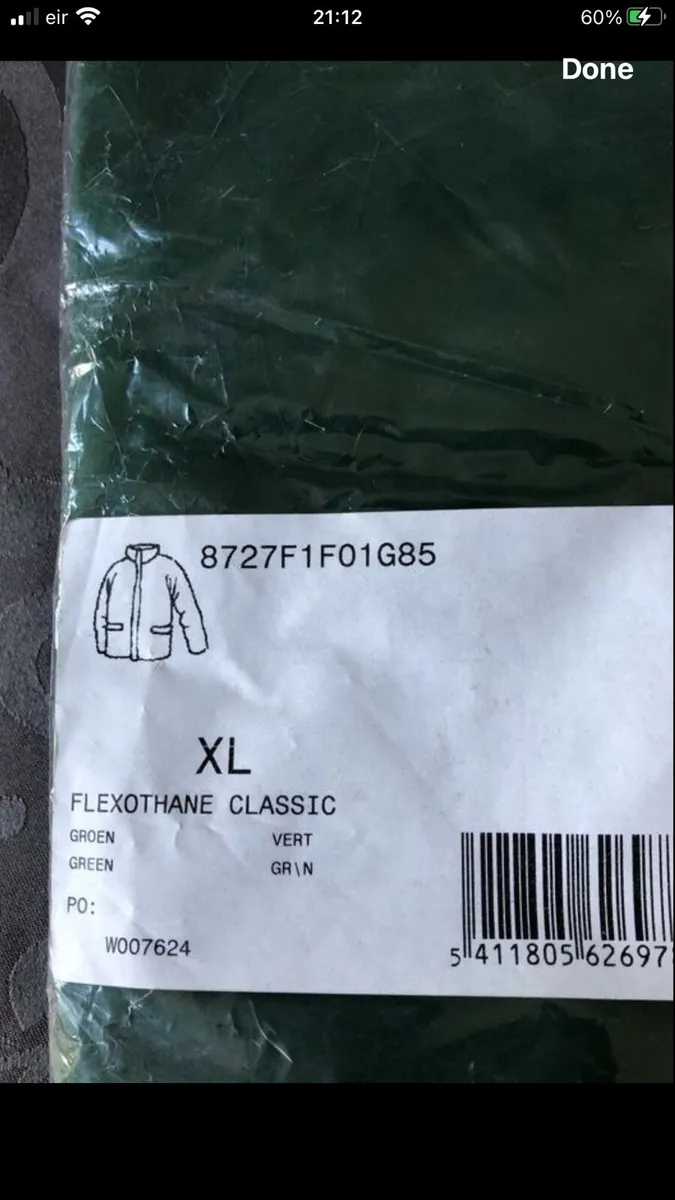 eir 21:12 60%
Done
8727F1F01G85
XL
FLEXOTHANE CLASSIC
GROEN VERT
GREEN GR\N
PO:
W007624
5 411805 62697